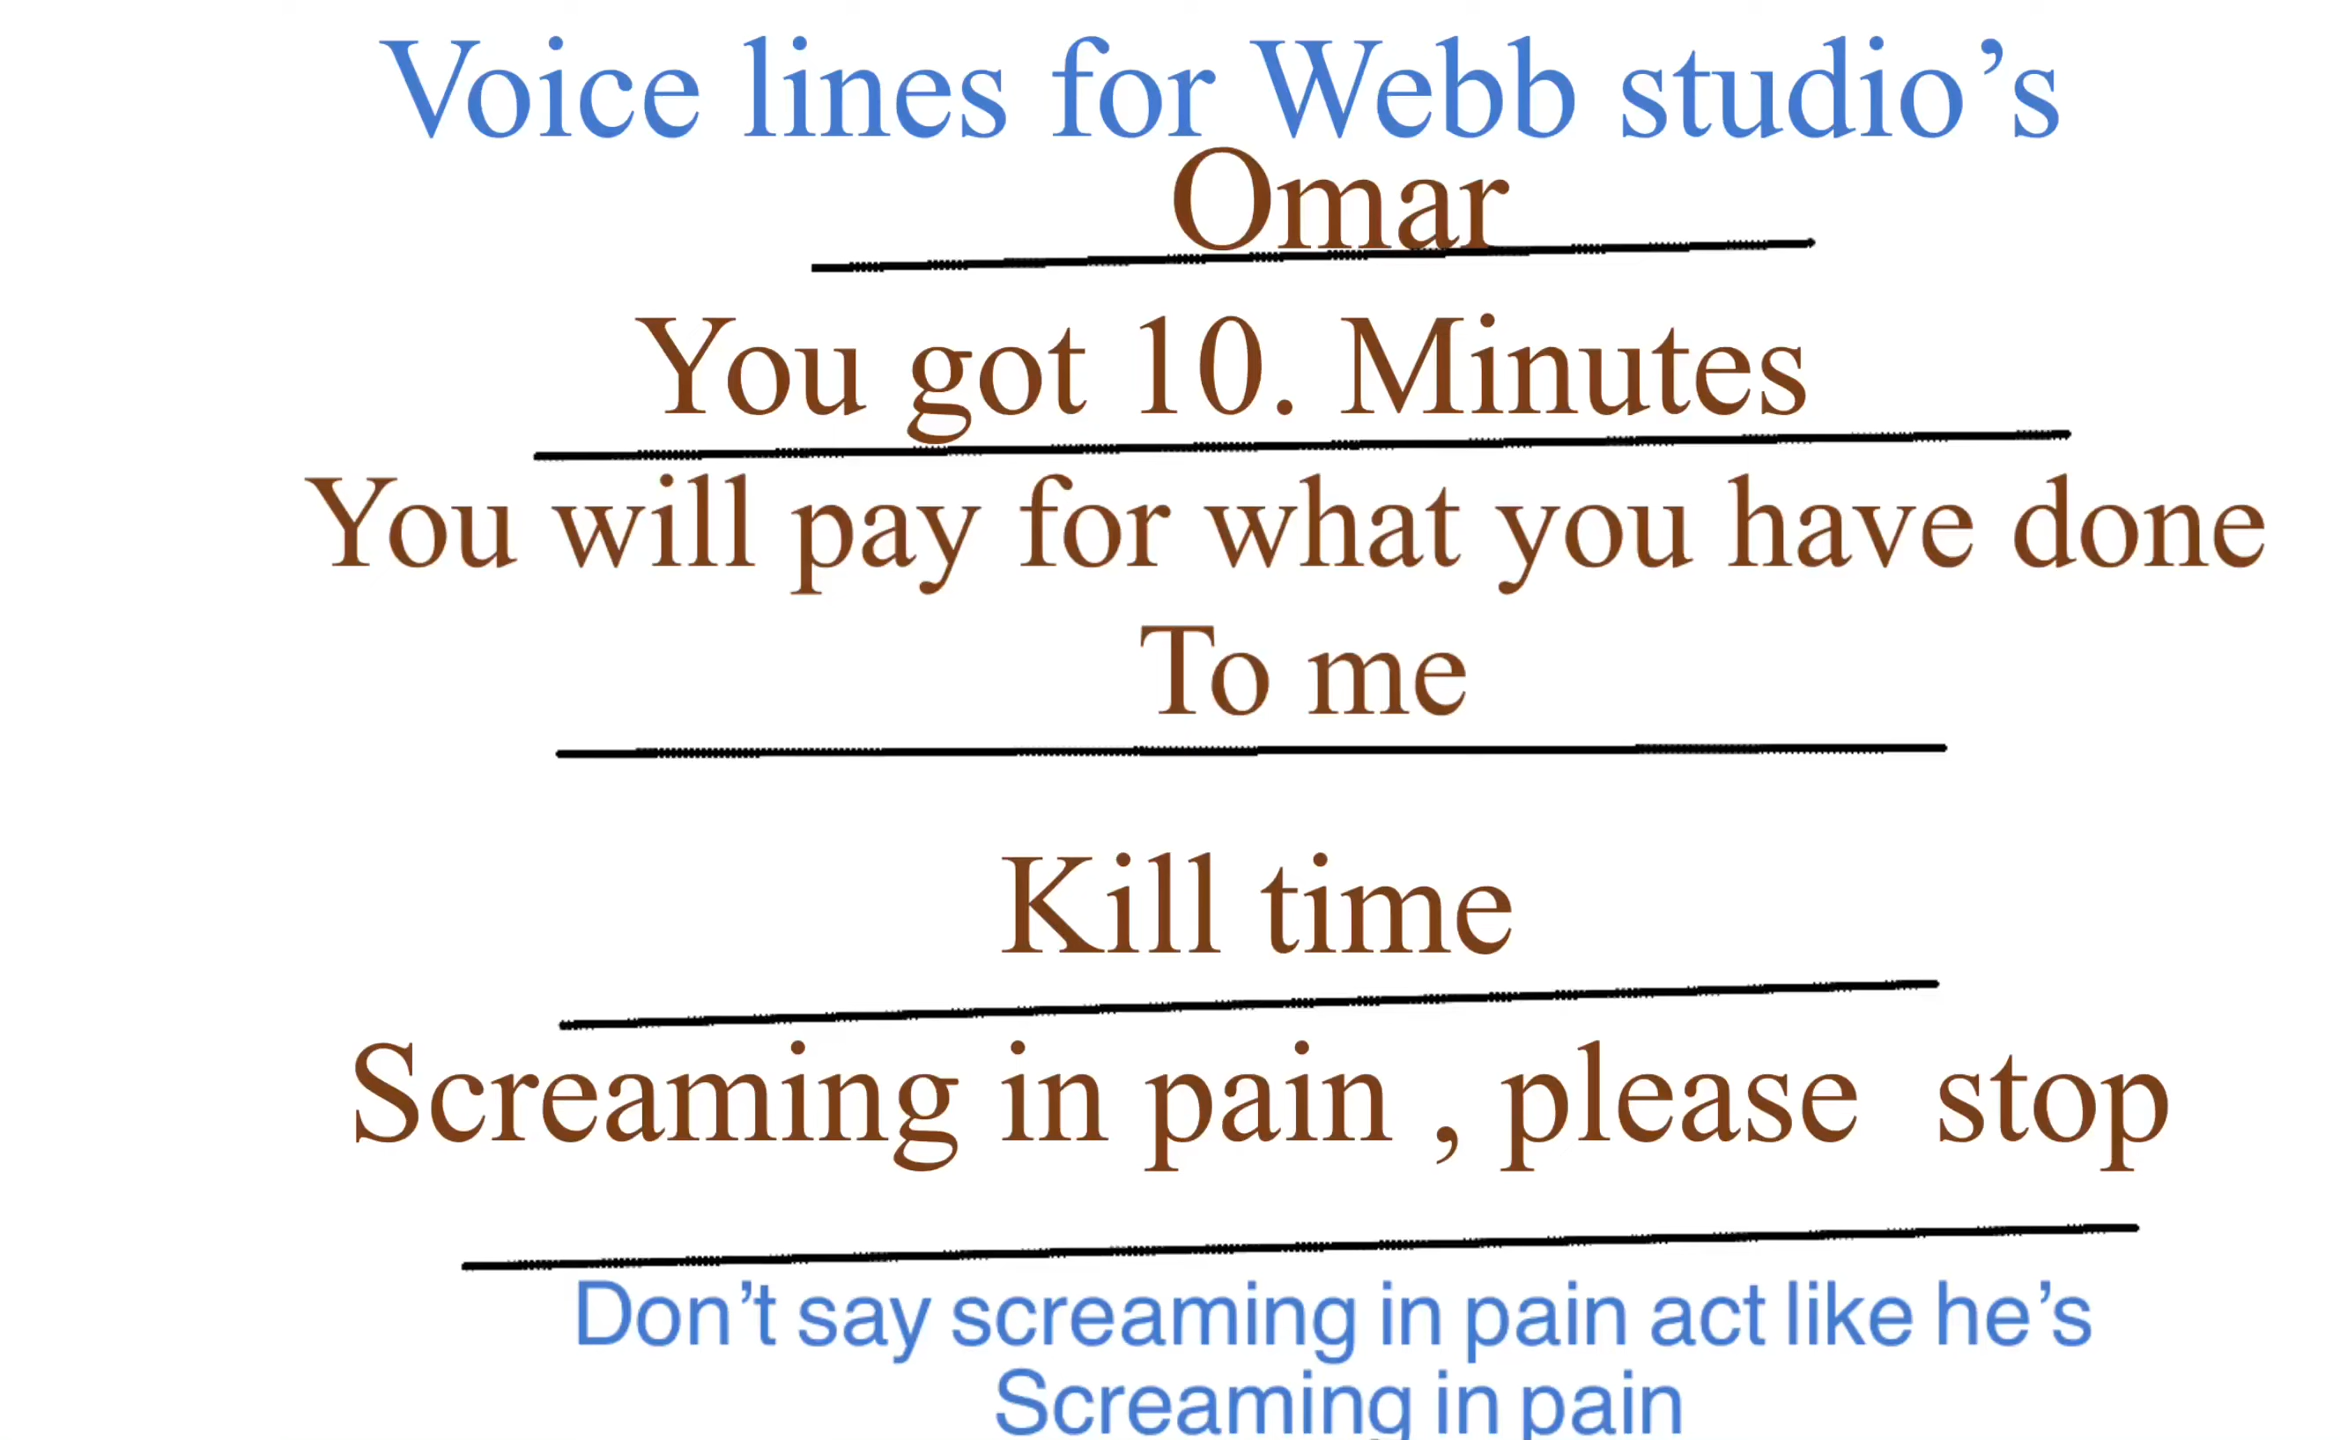 Voice lines for Webb studio’s
Omar
You got 10. Minutes
You will pay for what you have done
To me
Kill time
Screaming in pain , please stop
Don’t say screaming in pain act like he’s
Screaming in pain